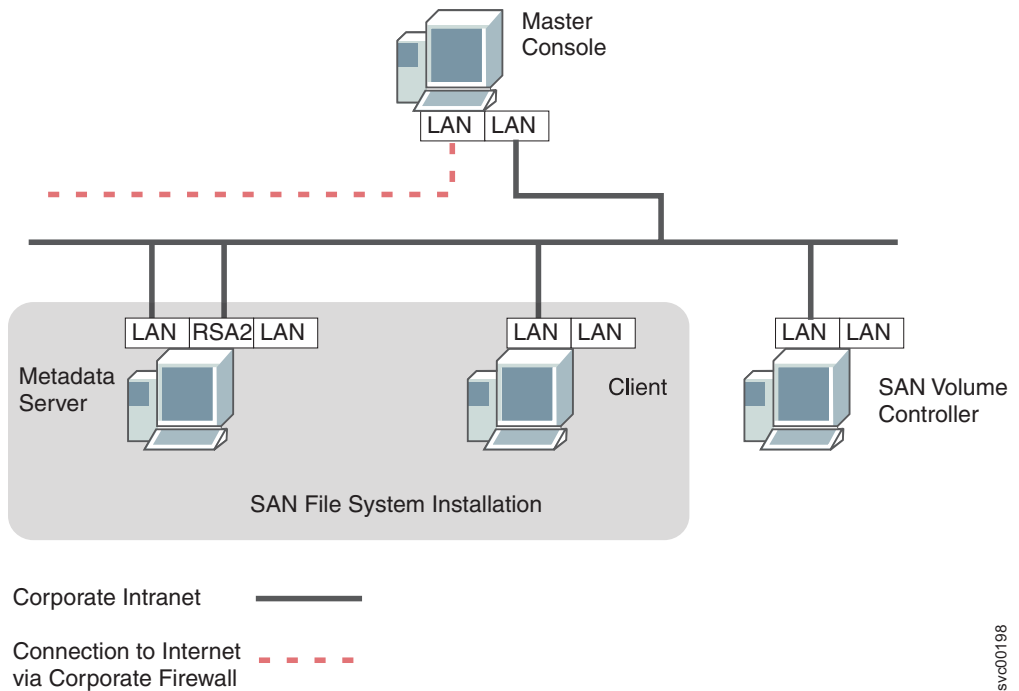 Master
Console
LAN LAN
LAN RSA2 LAN
LAN LAN
LAN LAN
Metadata
Server
Client
SAN Volume
Controller
SAN File System Installation
Corporate Intranet
Connection to Internet
via Corporate Firewall
svc00198